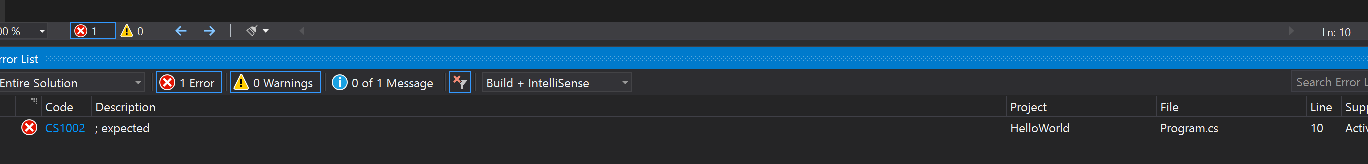 00 % 1 0 Ln: 10
rror List
Entire Solution 1 Error 0 Warnings 0 of 1 Message Build + IntelliSense Search Error L
Code Description Project File Line Supp
CS1002 ; expected HelloWorld Program.cs 10 Activ